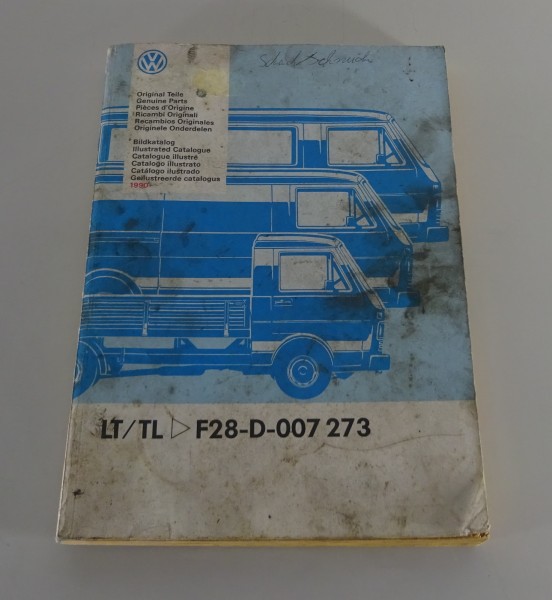 Original Teile
Genuine Parts
Pièces d'Origine
Ricambi Originali
Recambios Originales
Originele Onderdelen
Bildkatalog
Illustrated Catalogue
Catalogue illustré
Catalogo illustrato
Catálogo ilustrado
Geïllustreerde catalogus
1990
LT/TL ▷ F28-D-007 273